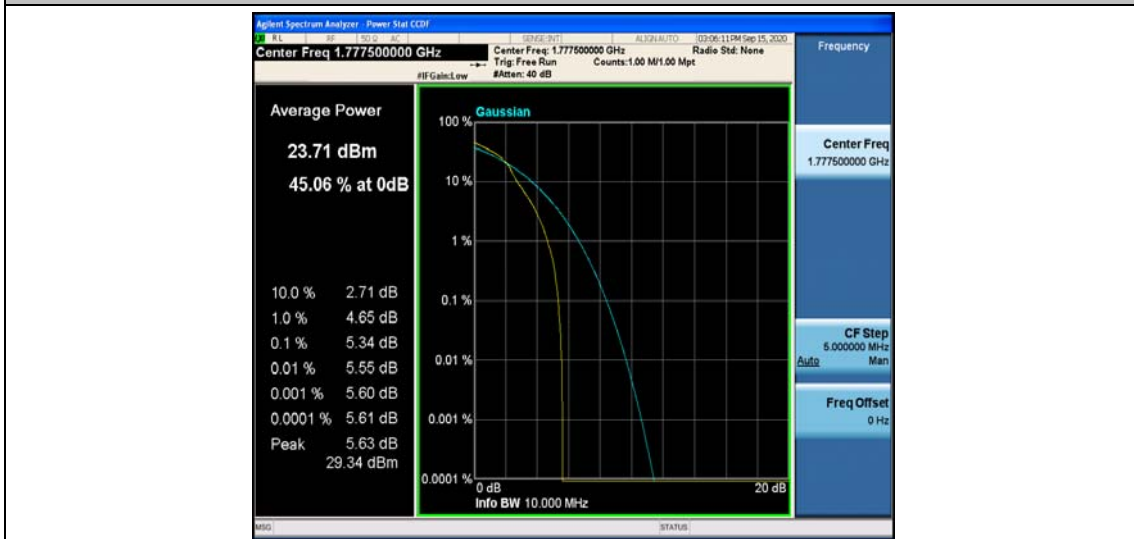 Agilent Spectrum Analyzer - Power Stat CCDF
RL RF 50 Ω AC SENSE:INT ALIGNAUTO 03:06:11 PM Sep 15, 2020
Center Freq 1.777500000 GHz
Center Freq: 1.777500000 GHz Radio Std: None
Trig: Free Run Counts:1.00 M/1.00 Mpt
#IFGain:Low #Atten: 40 dB
Frequency
Average Power
23.71 dBm
45.06 % at 0dB
10.0 % 2.71 dB
1.0 % 4.65 dB
0.1 % 5.34 dB
0.01 % 5.55 dB
0.001 % 5.60 dB
0.0001 % 5.61 dB
Peak 5.63 dB
29.34 dBm
Gaussian
100 %
10 %
1 %
0.1 %
0.01 %
0.001 %
0.0001 %
0 dB 20 dB
Info BW 10.000 MHz
Center Freq
1.777500000 GHz
CF Step
5.000000 MHz
Auto Man
Freq Offset
0 Hz
MSG STATUS